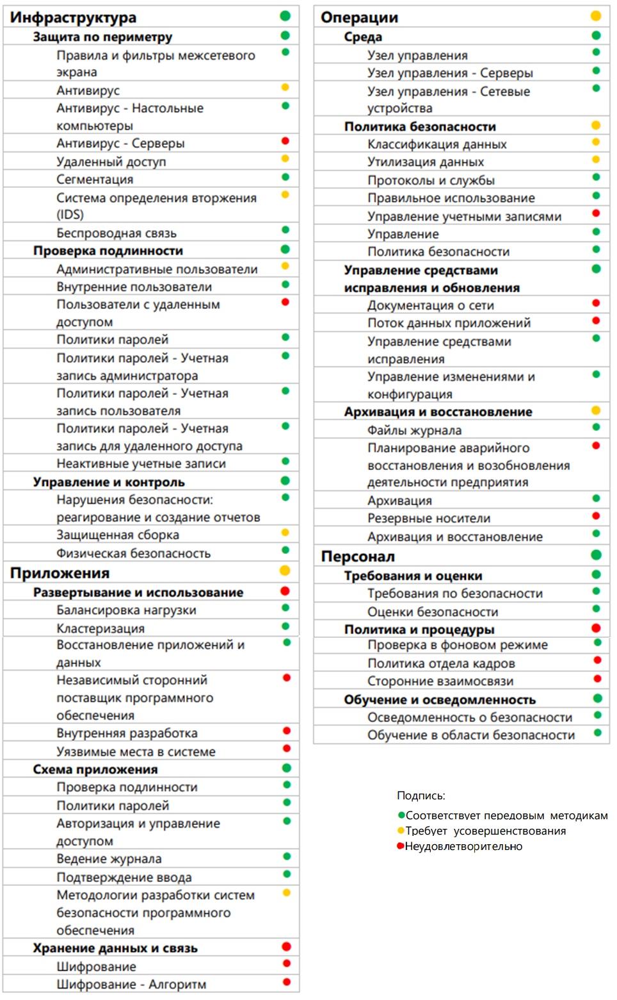 Инфраструктура
Защита по периметру
Правила и фильтры межсетевого
экрана
Антивирус
Антивирус - Настольные
компьютеры
Антивирус - Серверы
Удаленный доступ
Сегментация
Система определения вторжения
(IDS)
Беспроводная связь
Проверка подлинности
Административные пользователи
Внутренние пользователи
Пользователи с удаленным
доступом
Политики паролей
Политики паролей - Учетная
запись администратора
Политики паролей - Учетная
запись пользователя
Политики паролей - Учетная
запись для удаленного доступа
Неактивные учетные записи
Управление и контроль
Нарушения безопасности:
реагирование и создание отчетов
Защищенная сборка
Физическая безопасность
Приложения
Развертывание и использование
Балансировка нагрузки
Кластеризация
Восстановление приложений и
данных
Независимый сторонний
поставщик программного
обеспечения
Внутренняя разработка
Уязвимые места в системе
Схема приложения
Проверка подлинности
Политики паролей
Авторизация и управление
доступом
Ведение журнала
Подтверждение ввода
Методологии разработки систем
безопасности программного
обеспечения
Хранение данных и связь
Шифрование
Шифрование - Алгоритм
Операции
Среда
Узел управления
Узел управления - Серверы
Узел управления - Сетевые
устройства
Политика безопасности
Классификация данных
Утилизация данных
Протоколы и службы
Правильное использование
Управление учетными записями
Управление
Политика безопасности
Управление средствами
исправления и обновления
Документация о сети
Поток данных приложений
Управление средствами
исправления
Управление изменениями и
конфигурация
Архивация и восстановление
Файлы журнала
Планирование аварийного
восстановления и возобновления
деятельности предприятия
Архивация
Резервные носители
Архивация и восстановление
Персонал
Требования и оценки
Требования по безопасности
Оценки безопасности
Политика и процедуры
Проверка в фоновом режиме
Политика отдела кадров
Сторонние взаимосвязи
Обучение и осведомленность
Осведомленность о безопасности
Обучение в области безопасности
Подпись:
Соответствует передовым методикам
Требует усовершенствования
Неудовлетворительно